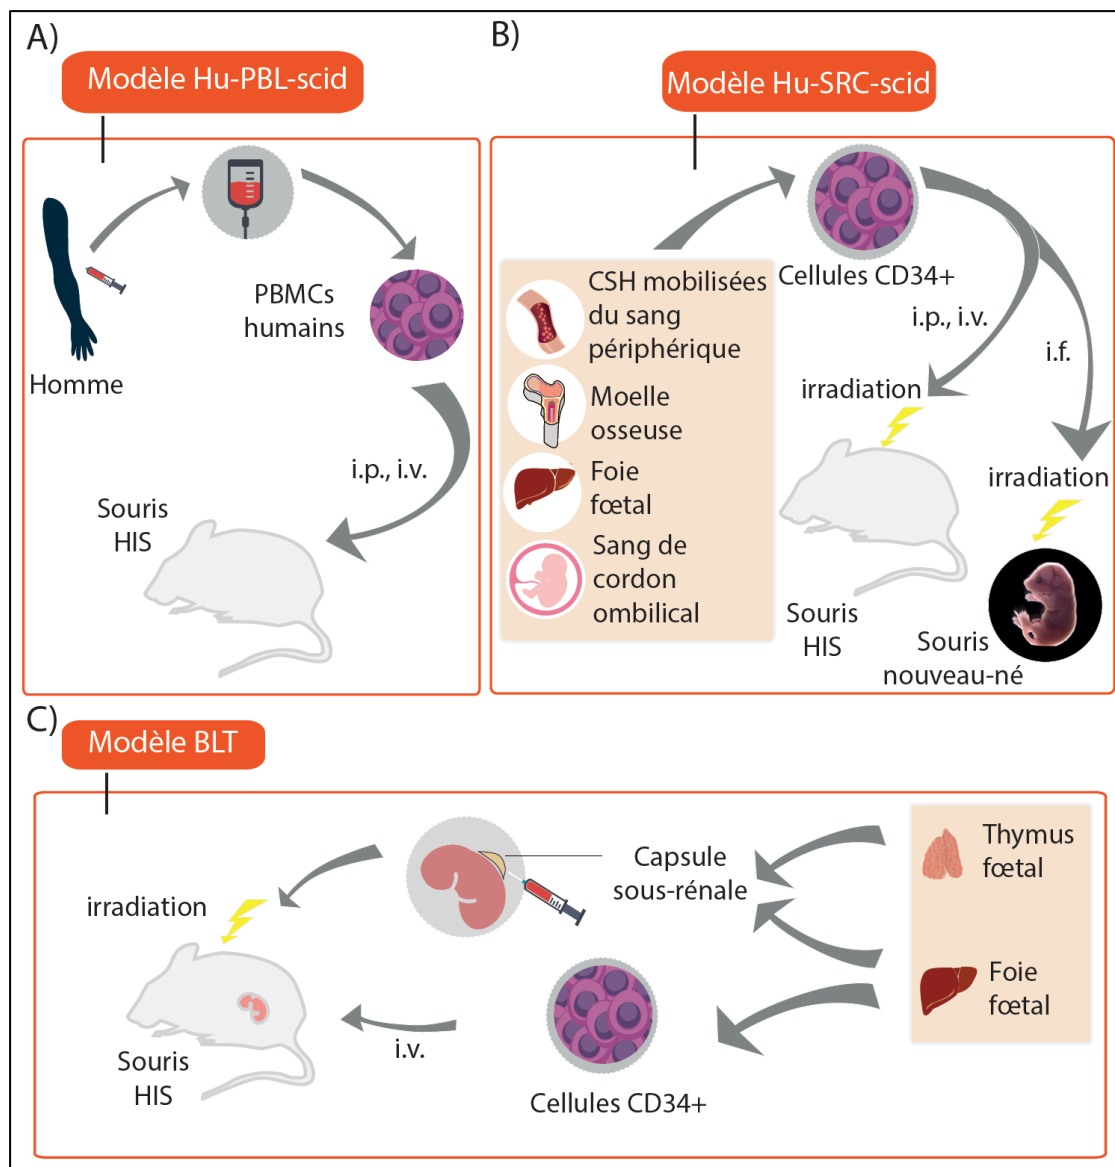 A)
Modèle Hu-PBL-scid
PBMCs
humains
Homme
i.p., i.v.
Souris
HIS
B)
Modèle Hu-SRC-scid
Cellules CD34+
CSH mobilisées
du sang
périphérique
Moelle
osseuse
Foie
fœtal
Sang de
cordon
ombilical
i.p., i.v.
i.f.
irradiation
irradiation
Souris
HIS
Souris
nouveau-né
C)
Modèle BLT
Thymus
fœtal
Capsule
sous-rénale
irradiation
Foie
fœtal
i.v.
Souris
HIS
Cellules CD34+